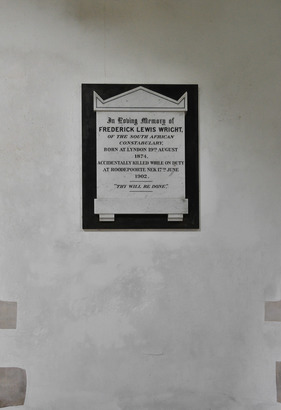 In Loving Memory of
FREDERICK LEWIS WRIGHT,
OF THE SOUTH AFRICAN
CONSTABULARY,
BORN AT LYNDON 19TH AUGUST
1874,
ACCIDENTALLY KILLED WHILE ON DUTY
AT ROODEPOORTE NEK 17TH JUNE
1902.
"THY WILL BE DONE."